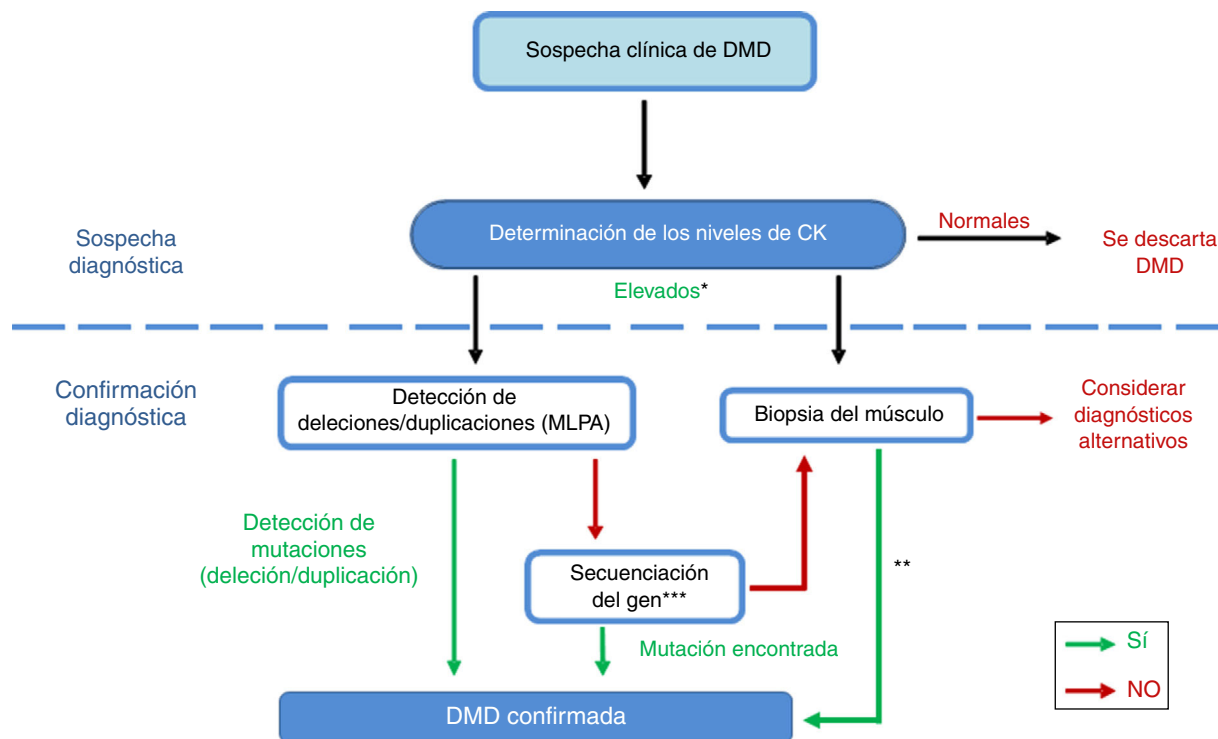 Sospecha clínica de DMD
Determinación de los niveles de CK
Normales
Se descarta
DMD
Sospecha
diagnóstica
Elevados*
Confirmación
diagnóstica
Detección de
deleciones/duplicaciones (MLPA)
Biopsia del músculo
Considerar
diagnósticos
alternativos
Detección de
mutaciones
(deleción/duplicación)
Secuenciación
del gen***
**
Mutación encontrada
DMD confirmada
Sí
NO